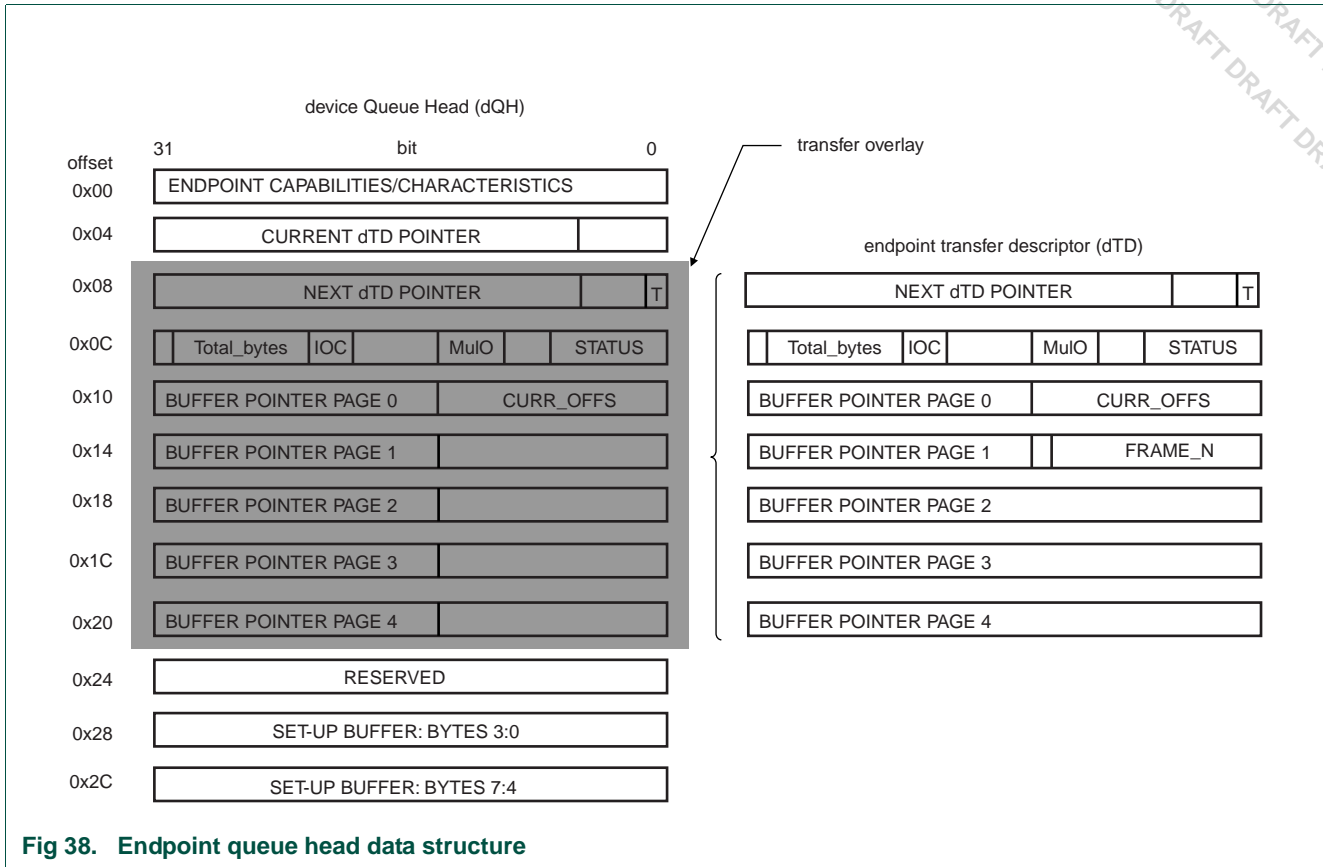 DRAFT DRAFT
DRAFT DRAFT DR
device Queue Head (dQH)
31 bit 0
transfer overlay
offset
0x00 ENDPOINT CAPABILITIES/CHARACTERISTICS
0x04 CURRENT dTD POINTER
endpoint transfer descriptor (dTD)
0x08 NEXT dTD POINTER T NEXT dTD POINTER T
0x0C Total_bytes IOC MulO STATUS Total_bytes IOC MulO STATUS
0x10 BUFFER POINTER PAGE 0 CURR_OFFS BUFFER POINTER PAGE 0 CURR_OFFS
0x14 BUFFER POINTER PAGE 1 BUFFER POINTER PAGE 1 FRAME_N
0x18 BUFFER POINTER PAGE 2 BUFFER POINTER PAGE 2
0x1C BUFFER POINTER PAGE 3 BUFFER POINTER PAGE 3
0x20 BUFFER POINTER PAGE 4 BUFFER POINTER PAGE 4
0x24 RESERVED
0x28 SET-UP BUFFER: BYTES 3:0
0x2C SET-UP BUFFER: BYTES 7:4
Fig 38. Endpoint queue head data structure